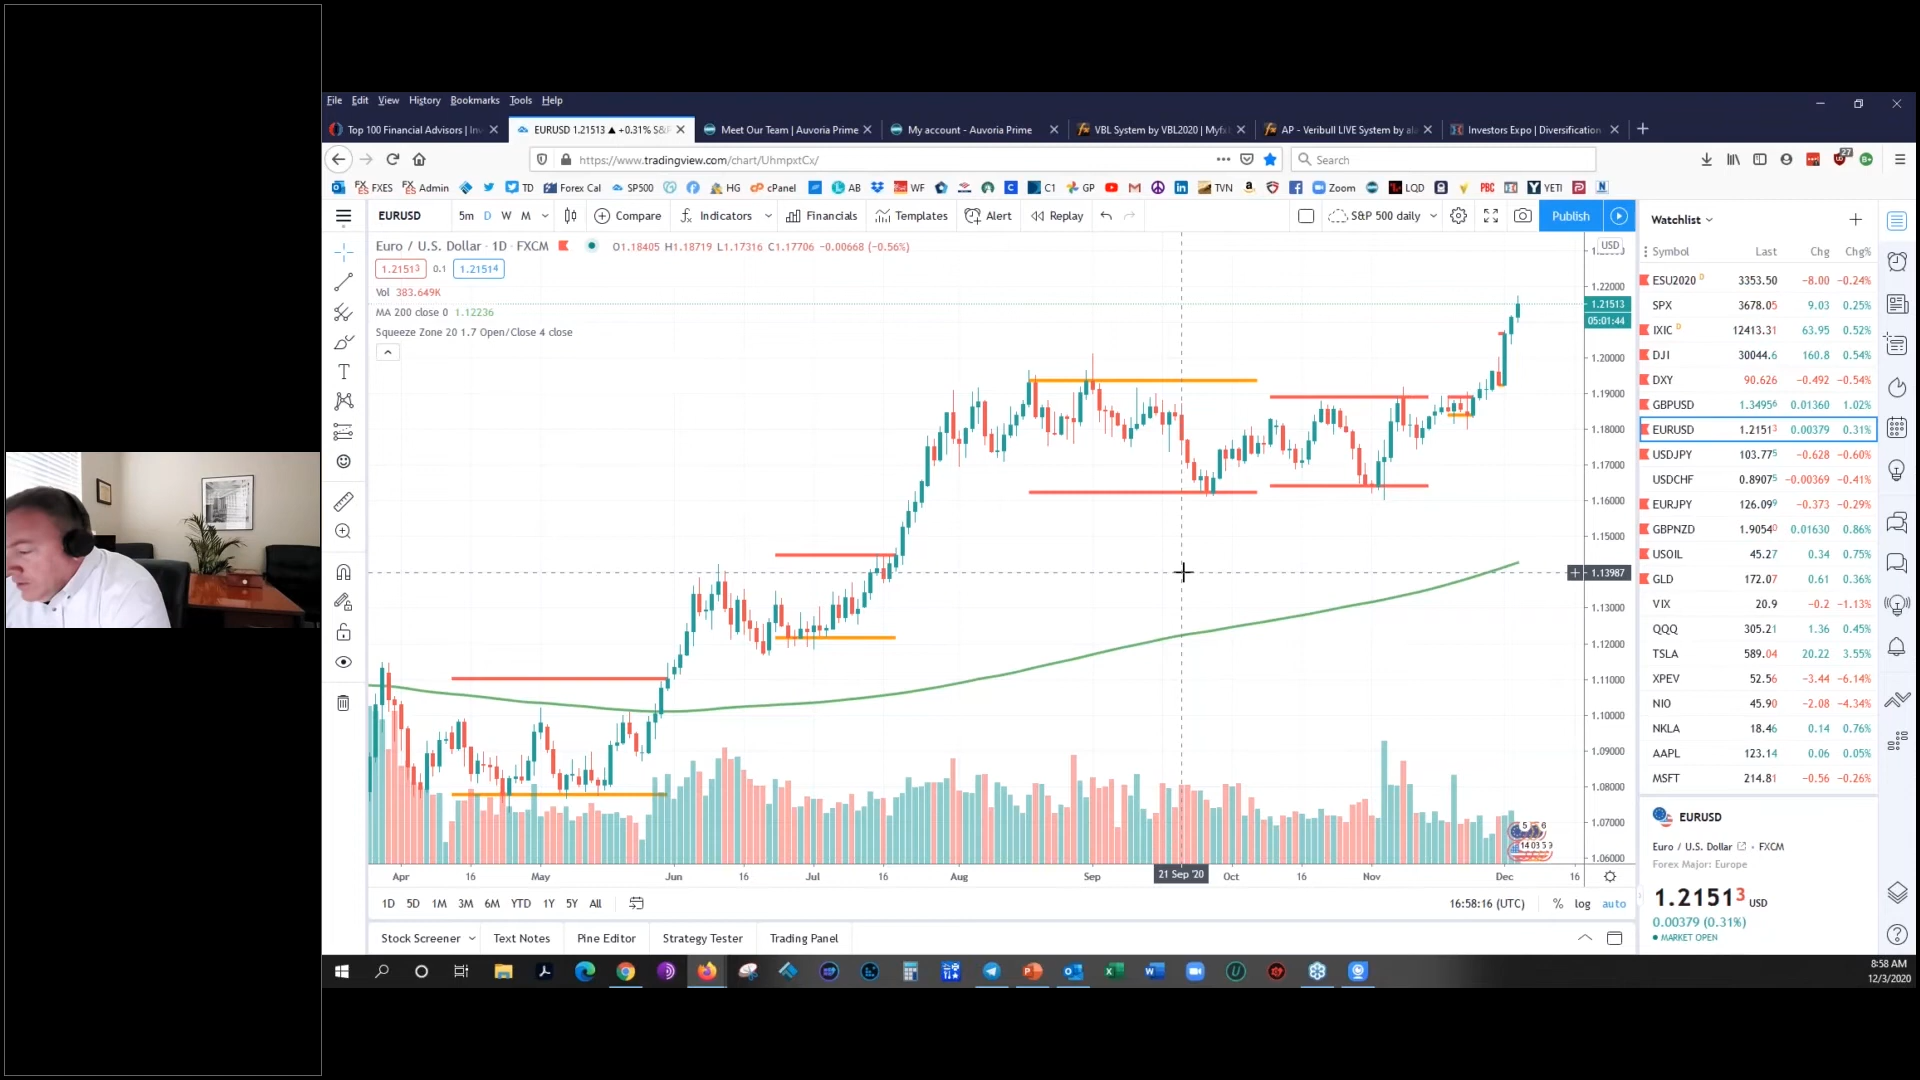 File Edit View History Bookmarks Tools Help
Top 100 Financial Advisors | Inv
EURUSD 1.21513 ▲ +0.31% S&P
Meet Our Team | Auvoria Prime
My account - Auvoria Prime
VBL System by VBL2020 | Myfx
AP - Veribull LIVE System by ala
Investors Expo | Diversification
https://www.tradingview.com/chart/UhmpxtCx/
Search
27
FXES Admin TD Forex Cal SP500 HG cPanel AB WF C1 GP TVN Zoom LQD PBC YETI
EURUSD 5m D W M Compare Indicators Financials Templates Alert Replay S&P 500 daily Publish
Euro / U.S. Dollar · 1D · FXCM O1.18405 H1.18719 L1.17316 C1.17706 −0.00668 (−0.56%)
1.21513 0.1 1.21514
Vol 383.649K
MA 200 close 0 1.12236
Squeeze Zone 20 1.7 Open/Close 4 close
USD
1.22000
1.21513
05:01:44
1.20000
1.19000
1.18000
1.17000
1.16000
1.15000
1.13987
1.13000
1.12000
1.11000
1.10000
1.09000
1.08000
1.07000
1.06000
Apr 16 May Jun 16 Jul 16 Aug Sep 21 Sep '20 Oct 16 Nov Dec 16
1D 5D 1M 3M 6M YTD 1Y 5Y All
16:58:16 (UTC) % log auto
Stock Screener Text Notes Pine Editor Strategy Tester Trading Panel
Watchlist
Symbol Last Chg Chg%
ESU2020 D 3353.50 −8.00 −0.24%
SPX 3678.05 9.03 0.25%
IXIC D 12413.31 63.95 0.52%
DJI 30044.6 160.8 0.54%
DXY 90.626 −0.492 −0.54%
GBPUSD 1.34956 0.01360 1.02%
EURUSD 1.21513 0.00379 0.31%
USDJPY 103.775 −0.628 −0.60%
USDCHF 0.89075 −0.00369 −0.41%
EURJPY 126.099 −0.373 −0.29%
GBPNZD 1.90540 0.01630 0.86%
USOIL 45.27 0.34 0.75%
GLD 172.07 0.61 0.36%
VIX 20.9 −0.2 −1.13%
QQQ 305.21 1.36 0.45%
TSLA 589.04 20.22 3.55%
XPEV 52.56 −3.44 −6.14%
NIO 45.90 −2.08 −4.34%
NKLA 18.46 0.14 0.76%
AAPL 123.14 0.06 0.05%
MSFT 214.81 −0.56 −0.26%
EURUSD
Euro / U.S. Dollar · FXCM
Forex Major: Europe
1.21513 USD
0.00379 (0.31%)
MARKET OPEN
8:58 AM
12/3/2020